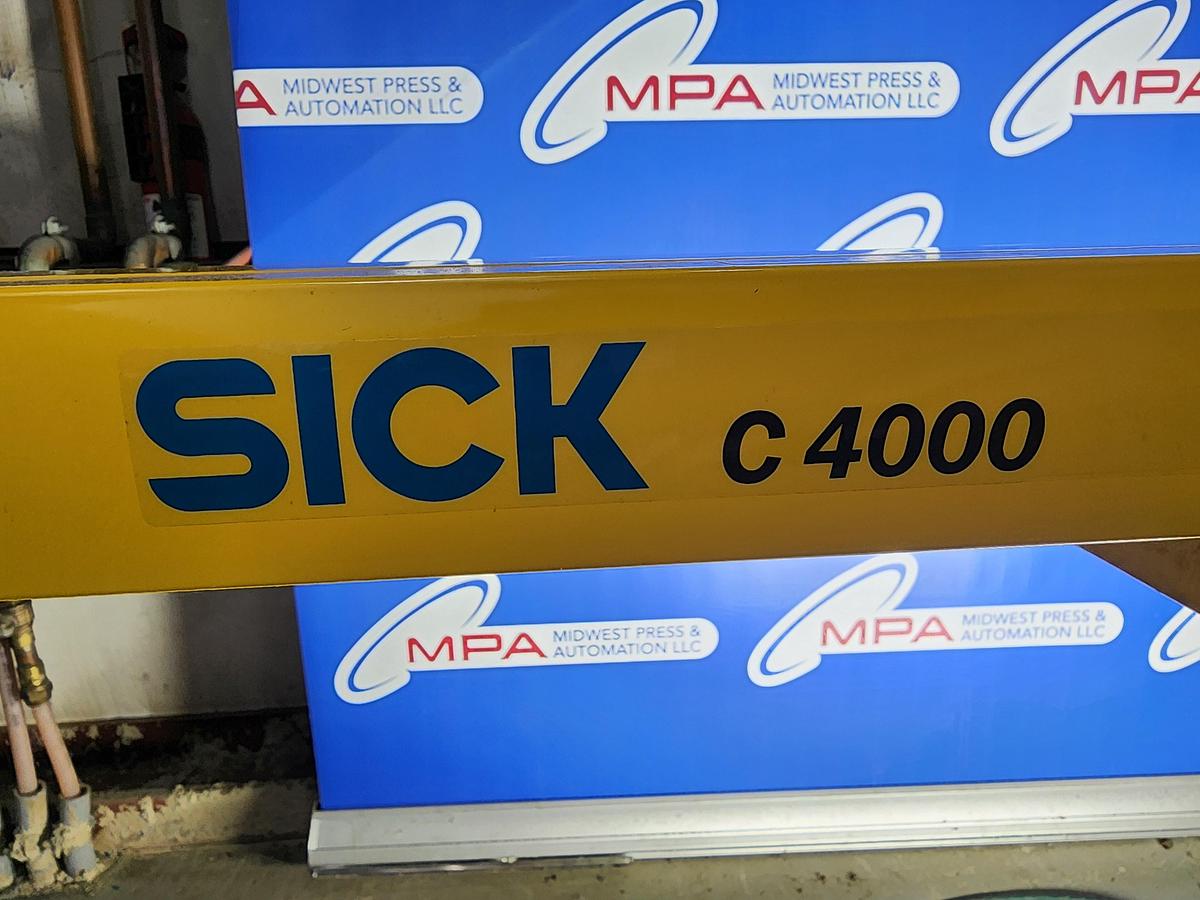 A MIDWEST PRESS &
AUTOMATION LLC
MPA MIDWEST PRESS &
AUTOMATION LLC
MPA
SICK C 4000
MPA MIDWEST PRESS &
AUTOMATION LLC
MPA MIDWEST PRESS &
AUTOMATION LLC